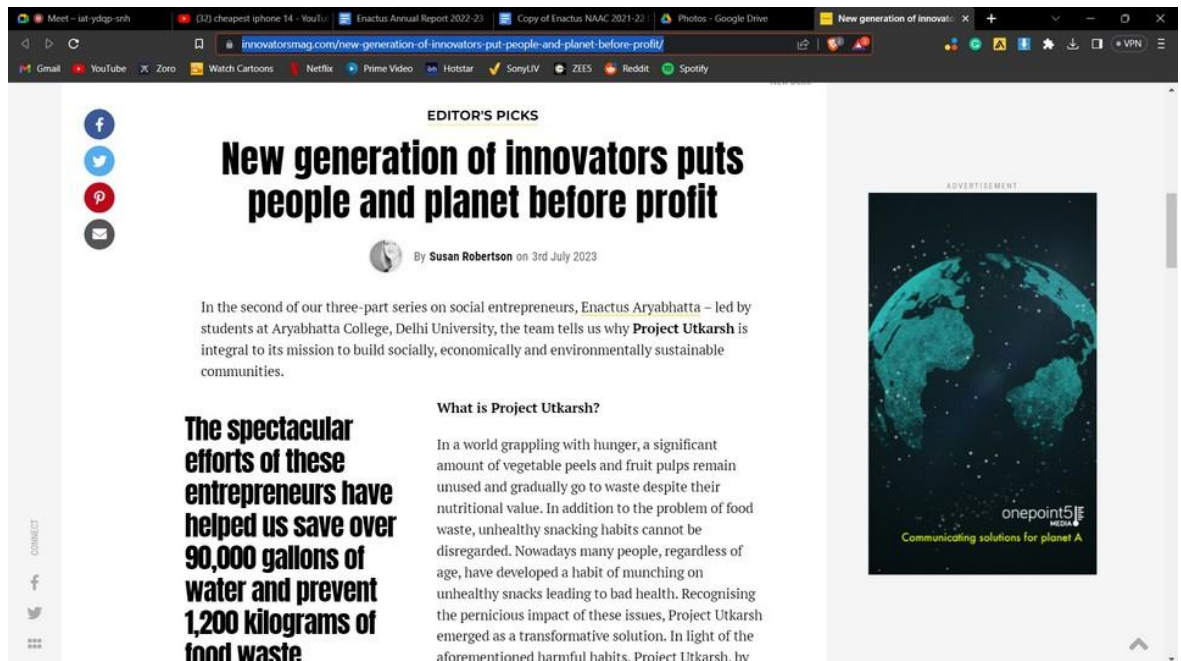 Meet – iat-ydqp-snh
(32) cheapest iphone 14 - YouTu
Enactus Annual Report 2022-23
Copy of Enactus NAAC 2021-22
Photos - Google Drive
New generation of innovato
innovatorsmag.com/new-generation-of-innovators-put-people-and-planet-before-profit/
VPN
Gmail YouTube Zoro Watch Cartoons Netflix Prime Video Hotstar SonyLIV ZEE5 Reddit Spotify
EDITOR'S PICKS
New generation of innovators puts
people and planet before profit
By Susan Robertson on 3rd July 2023
In the second of our three-part series on social entrepreneurs, Enactus Aryabhatta – led by
students at Aryabhatta College, Delhi University, the team tells us why Project Utkarsh is
integral to its mission to build socially, economically and environmentally sustainable
communities.
The spectacular
efforts of these
entrepreneurs have
helped us save over
90,000 gallons of
water and prevent
1,200 kilograms of
food waste
What is Project Utkarsh?
In a world grappling with hunger, a significant
amount of vegetable peels and fruit pulps remain
unused and gradually go to waste despite their
nutritional value. In addition to the problem of food
waste, unhealthy snacking habits cannot be
disregarded. Nowadays many people, regardless of
age, have developed a habit of munching on
unhealthy snacks leading to bad health. Recognising
the pernicious impact of these issues, Project Utkarsh
emerged as a transformative solution. In light of the
aforementioned harmful habits, Project Utkarsh, by
ADVERTISEMENT
onepoint5
MEDIA
Communicating solutions for planet A
CONNECT